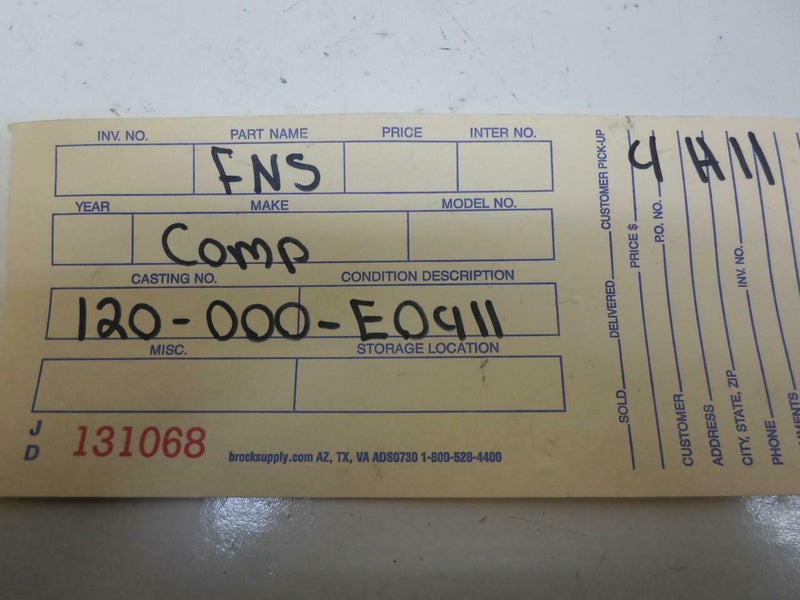 INV. NO. PART NAME PRICE INTER NO.
FNS
YEAR MAKE MODEL NO.
Comp
CASTING NO. CONDITION DESCRIPTION
120-000-E0911
MISC. STORAGE LOCATION
J
D
131068
brocksupply.com AZ, TX, VA ADS0730 1-800-528-4400
SOLD DELIVERED CUSTOMER PICK-UP
PRICE $
P.O. NO.
CUSTOMER
ADDRESS
CITY, STATE, ZIP INV. NO.
PHONE
4H11